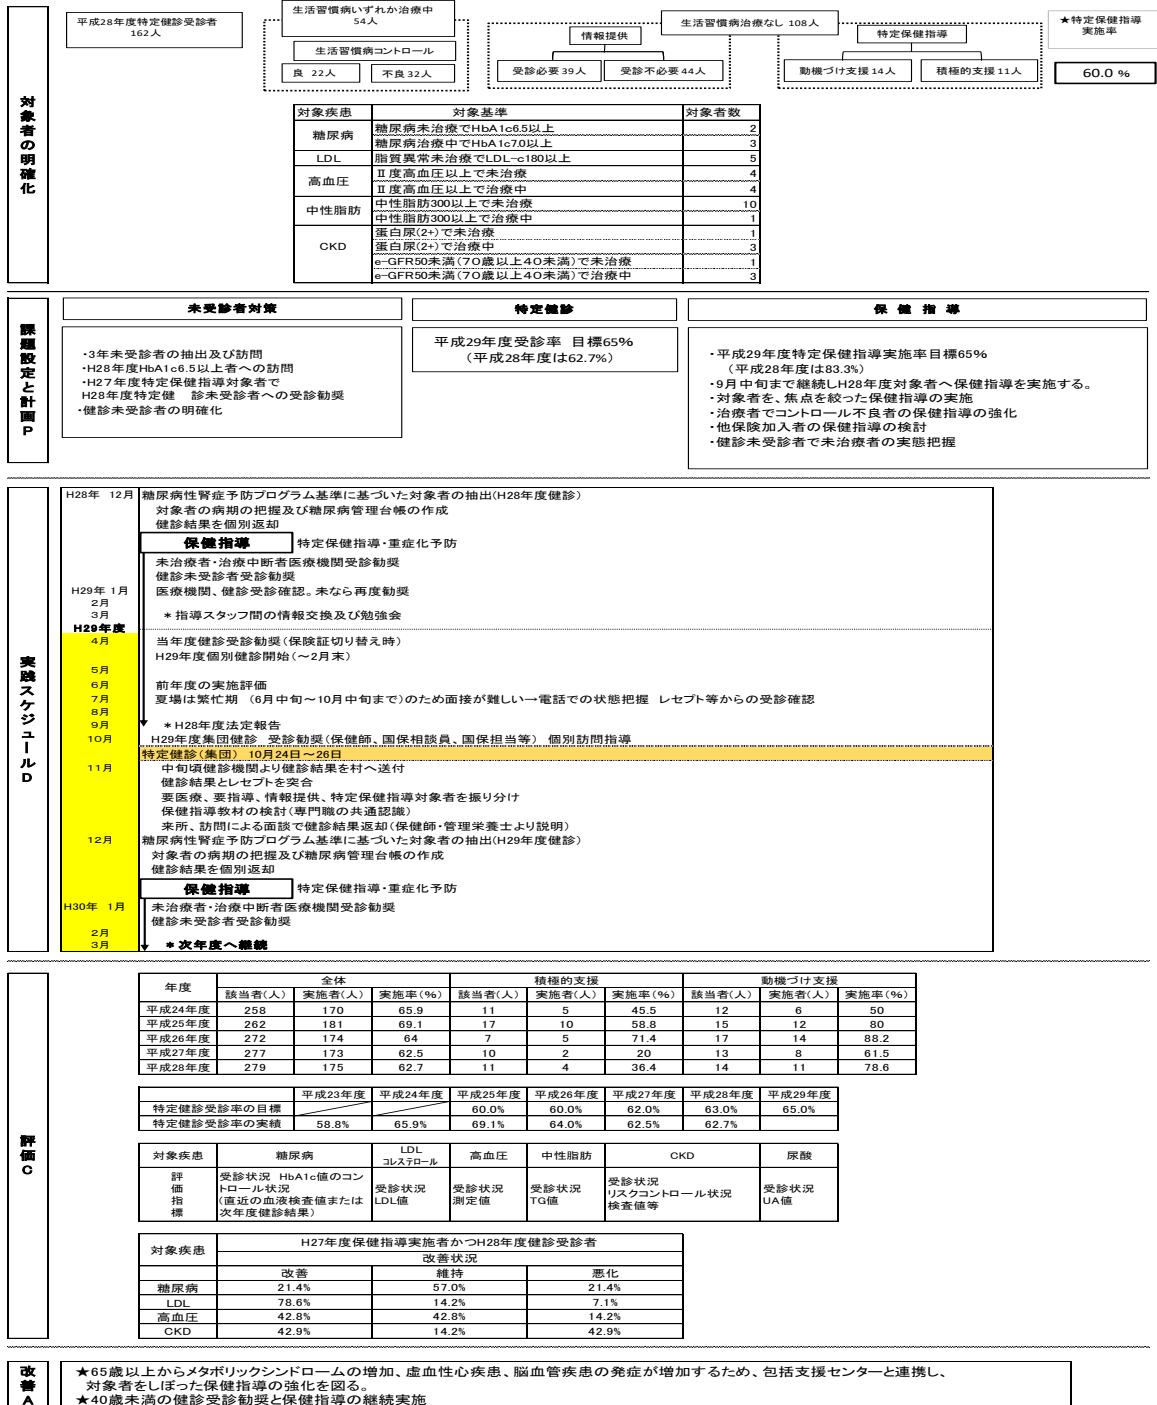 対象者の明確化
平成28年度特定健診受診者
162人
生活習慣病いずれか治療中
54人
生活習慣病コントロール
良 22人
不良32人
生活習慣病治療なし 108人
情報提供
受診必要39人
受診不必要44人
特定保健指導
動機づけ支援14人
積極的支援11人
★特定保健指導
実施率
60.0 %
対象疾患 対象基準 対象者数
糖尿病 糖尿病未治療でHbA1c6.5以上 2
糖尿病治療中でHbA1c7.0以上 3
LDL 脂質異常未治療でLDL-c180以上 5
高血圧 Ⅱ度高血圧以上で未治療 4
Ⅱ度高血圧以上で治療中 4
中性脂肪 中性脂肪300以上で未治療 10
中性脂肪300以上で治療中 1
CKD 蛋白尿(2+)で未治療 1
蛋白尿(2+)で治療中 3
e-GFR50未満(70歳以上40未満)で未治療 1
e-GFR50未満(70歳以上40未満)で治療中 3
課題設定と計画P
未受診者対策
・3年未受診者の抽出及び訪問
・H28年度HbA1c6.5以上者への訪問
・H27年度特定保健指導対象者で
H28年度特定健 診未受診者への受診勧奨
・健診未受診者の明確化
特定健診
平成29年度受診率 目標65%
(平成28年度は62.7%)
保 健 指 導
・平成29年度特定保健指導実施率目標65%
(平成28年度は83.3%)
・9月中旬まで継続しH28年度対象者へ保健指導を実施する。
・対象者を、焦点を絞った保健指導の実施
・治療者でコントロール不良者の保健指導の強化
・他保険加入者の保健指導の検討
・健診未受診者で未治療者の実態把握
実践スケジュールD
H28年 12月 糖尿病性腎症予防プログラム基準に基づいた対象者の抽出(H28年度健診)
対象者の病期の把握及び糖尿病管理台帳の作成
健診結果を個別返却
保健指導 特定保健指導・重症化予防
未治療者・治療中断者医療機関受診勧奨
健診未受診者受診勧奨
H29年 1月 医療機関、健診受診確認。未なら再度勧奨
2月
3月 *指導スタッフ間の情報交換及び勉強会
H29年度
4月 当年度健診受診勧奨(保険証切り替え時)
H29年度個別健診開始(~2月末)
5月
6月 前年度の実施評価
7月 夏場は繁忙期 (6月中旬~10月中旬まで)のため面接が難しい→電話での状態把握 レセプト等からの受診確認
8月
9月 *H28年度法定報告
10月 H29年度集団健診 受診勧奨(保健師、国保相談員、国保担当等) 個別訪問指導
特定健診(集団) 10月24日~26日
11月 中旬頃健診機関より健診結果を村へ送付
健診結果とレセプトを突合
要医療、要指導、情報提供、特定保健指導対象者を振り分け
保健指導教材の検討(専門職の共通認識)
来所、訪問による面談で健診結果返却(保健師・管理栄養士より説明)
12月 糖尿病性腎症予防プログラム基準に基づいた対象者の抽出(H29年度健診)
対象者の病期の把握及び糖尿病管理台帳の作成
健診結果を個別返却
保健指導 特定保健指導・重症化予防
H30年 1月 未治療者・治療中断者医療機関受診勧奨
健診未受診者受診勧奨
2月
3月 *次年度へ継続
評価C
年度 全体 積極的支援 動機づけ支援
該当者(人) 実施者(人) 実施率(%) 該当者(人) 実施者(人) 実施率(%) 該当者(人) 実施者(人) 実施率(%)
平成24年度 258 170 65.9 11 5 45.5 12 6 50
平成25年度 262 181 69.1 17 10 58.8 15 12 80
平成26年度 272 174 64 7 5 71.4 17 14 88.2
平成27年度 277 173 62.5 10 2 20 13 8 61.5
平成28年度 279 175 62.7 11 4 36.4 14 11 78.6
平成23年度 平成24年度 平成25年度 平成26年度 平成27年度 平成28年度 平成29年度
特定健診受診率の目標 60.0% 60.0% 62.0% 63.0% 65.0%
特定健診受診率の実績 58.8% 65.9% 69.1% 64.0% 62.5% 62.7%
対象疾患 糖尿病 LDLコレステロール 高血圧 中性脂肪 CKD 尿酸
評価指標
受診状況 HbA1c値のコントロール状況
(直近の血液検査値または次年度健診結果)
受診状況
LDL値
受診状況
測定値
受診状況
TG値
受診状況
リスクコントロール状況
検査値等
受診状況
UA値
対象疾患 H27年度保健指導実施者かつH28年度健診受診者
改善状況
改善 維持 悪化
糖尿病 21.4% 57.0% 21.4%
LDL 78.6% 14.2% 7.1%
高血圧 42.8% 42.8% 14.2%
CKD 42.9% 14.2% 42.9%
改善A
★65歳以上からメタボリックシンドロームの増加、虚血性心疾患、脳血管疾患の発症が増加するため、包括支援センターと連携し、
対象者をしぼった保健指導の強化を図る。
★40歳未満の健診受診勧奨と保健指導の継続実施